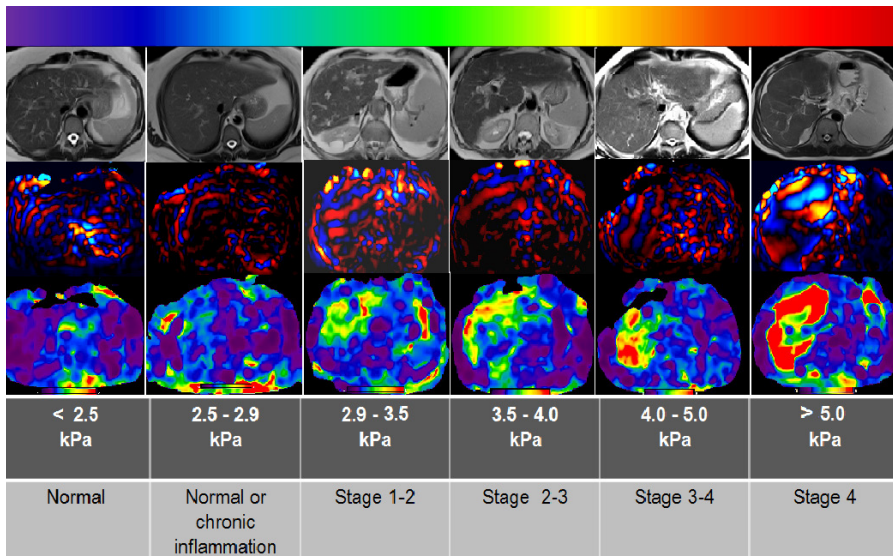 < 2.5
kPa
2.5 - 2.9
kPa
2.9 - 3.5
kPa
3.5 - 4.0
kPa
4.0 - 5.0
kPa
> 5.0
kPa
Normal
Normal or
chronic
inflammation
Stage 1-2
Stage 2-3
Stage 3-4
Stage 4